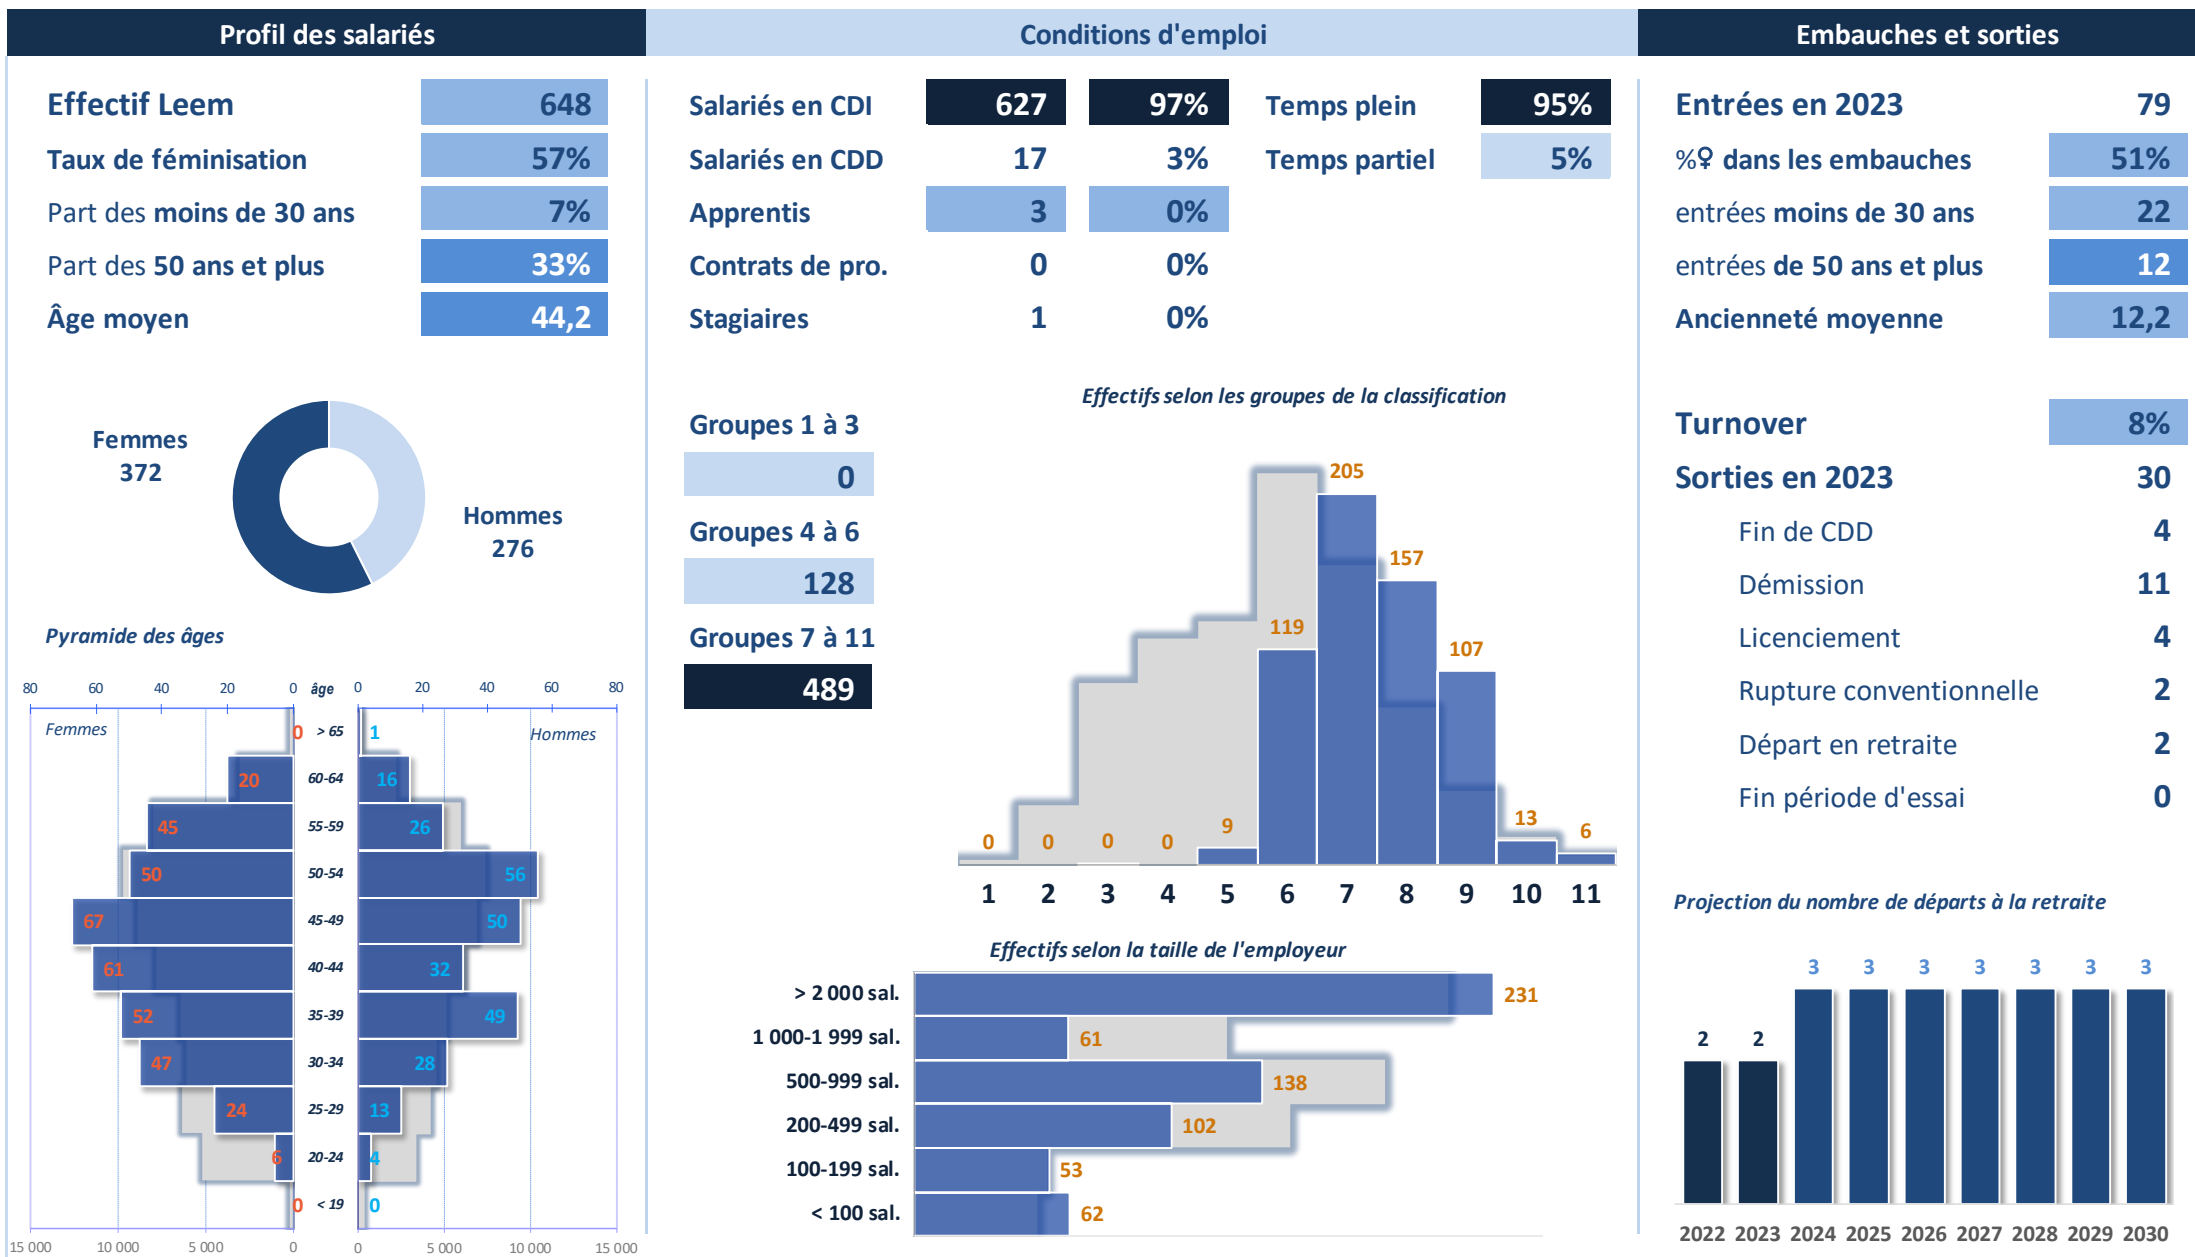 Profil des salariés
Effectif Leem 648
Taux de féminisation 57%
Part des moins de 30 ans 7%
Part des 50 ans et plus 33%
Âge moyen 44,2
Femmes
372
Hommes
276
Pyramide des âges
80 60 40 20 0 âge 0 20 40 60 80
Femmes Hommes
0 > 65 1
20 60-64 16
45 55-59 26
50 50-54 56
67 45-49 50
61 40-44 32
52 35-39 49
47 30-34 28
24 25-29 13
6 20-24 4
0 < 19 0
15 000 10 000 5 000 0 0 5 000 10 000 15 000
Conditions d'emploi
Salariés en CDI 627 97% Temps plein 95%
Salariés en CDD 17 3% Temps partiel 5%
Apprentis 3 0%
Contrats de pro. 0 0%
Stagiaires 1 0%
Groupes 1 à 3
0
Groupes 4 à 6
128
Groupes 7 à 11
489
Effectifs selon les groupes de la classification
0 0 0 0 9 119 205 157 107 13 6
1 2 3 4 5 6 7 8 9 10 11
Effectifs selon la taille de l'employeur
> 2 000 sal. 231
1 000-1 999 sal. 61
500-999 sal. 138
200-499 sal. 102
100-199 sal. 53
< 100 sal. 62
Embauches et sorties
Entrées en 2023 79
%♀ dans les embauches 51%
entrées moins de 30 ans 22
entrées de 50 ans et plus 12
Ancienneté moyenne 12,2
Turnover 8%
Sorties en 2023 30
Fin de CDD 4
Démission 11
Licenciement 4
Rupture conventionnelle 2
Départ en retraite 2
Fin période d'essai 0
Projection du nombre de départs à la retraite
2 2 3 3 3 3 3 3 3
2022 2023 2024 2025 2026 2027 2028 2029 2030